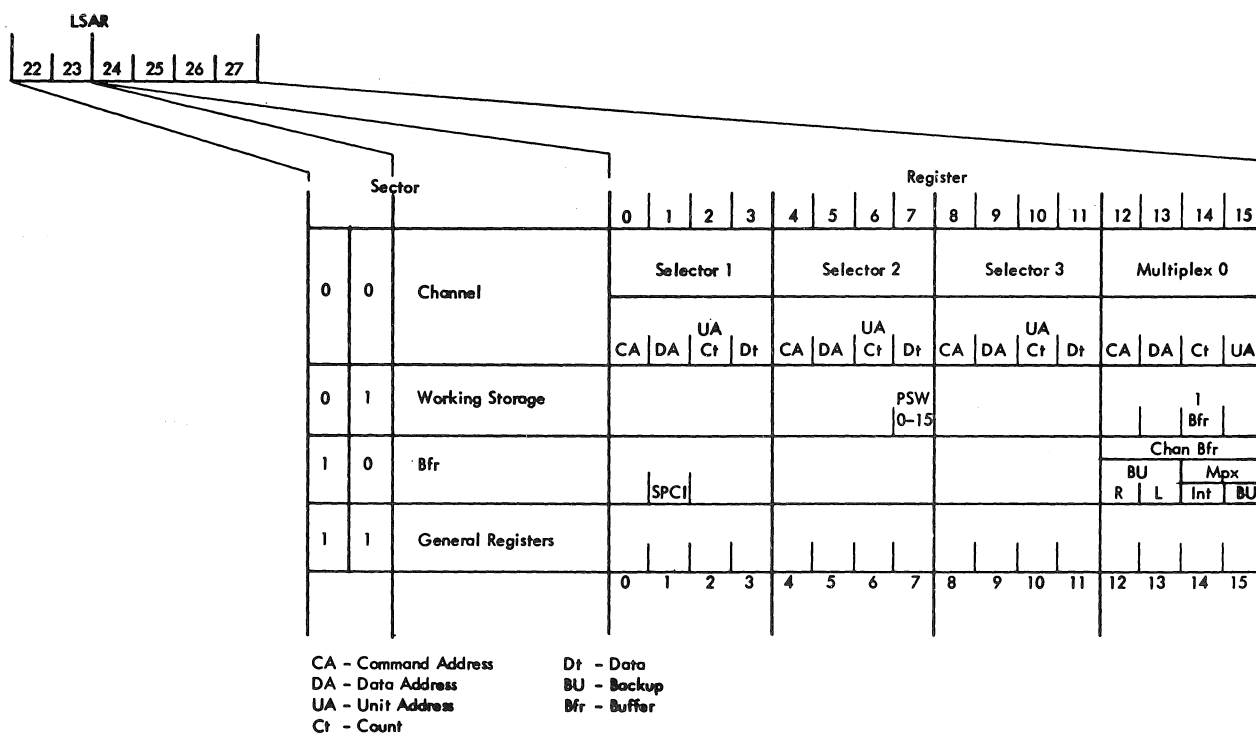 LSAR
22 23 24 25 26 27
Sector Register
0 1 2 3 4 5 6 7 8 9 10 11 12 13 14 15
Selector 1 Selector 2 Selector 3 Multiplex 0
0 0 Channel
UA UA UA
CA DA Ct Dt CA DA Ct Dt CA DA Ct Dt CA DA Ct UA
0 1 Working Storage PSW 1
0-15 Bfr
Chan Bfr
1 0 Bfr BU Mpx
SPCI R L Int BU
1 1 General Registers
0 1 2 3 4 5 6 7 8 9 10 11 12 13 14 15
CA - Command Address Dt - Data
DA - Data Address BU - Backup
UA - Unit Address Bfr - Buffer
Ct - Count